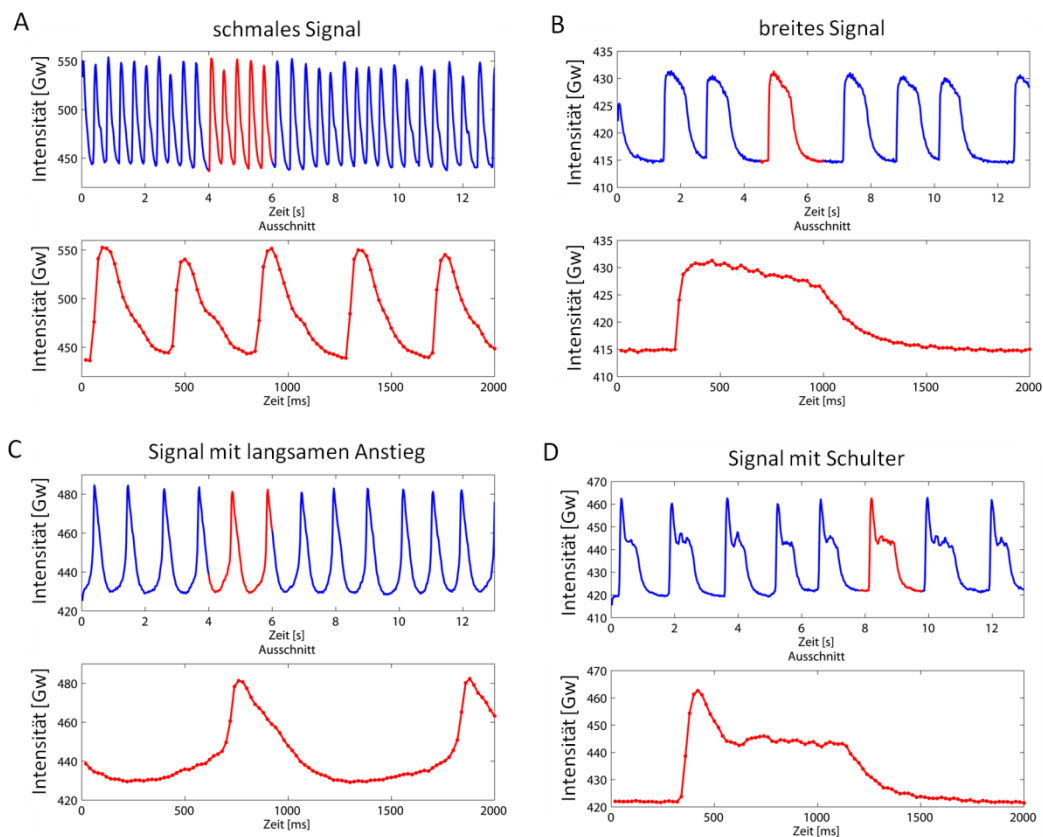 A
schmales Signal
Intensität [Gw]
550
500
450
0 2 4 6 8 10 12
Zeit [s]
Ausschnitt
Intensität [Gw]
550
500
450
0 500 1000 1500 2000
Zeit [ms]
B
breites Signal
Intensität [Gw]
435
430
425
420
415
410
0 2 4 6 8 10 12
Zeit [s]
Ausschnitt
Intensität [Gw]
435
430
425
420
415
410
0 500 1000 1500 2000
Zeit [ms]
C
Signal mit langsamen Anstieg
Intensität [Gw]
480
460
440
420
0 2 4 6 8 10 12
Zeit [s]
Ausschnitt
Intensität [Gw]
480
460
440
420
0 500 1000 1500 2000
Zeit [ms]
D
Signal mit Schulter
Intensität [Gw]
470
460
450
440
430
420
410
0 2 4 6 8 10 12
Zeit [s]
Ausschnitt
Intensität [Gw]
470
460
450
440
430
420
0 500 1000 1500 2000
Zeit [ms]